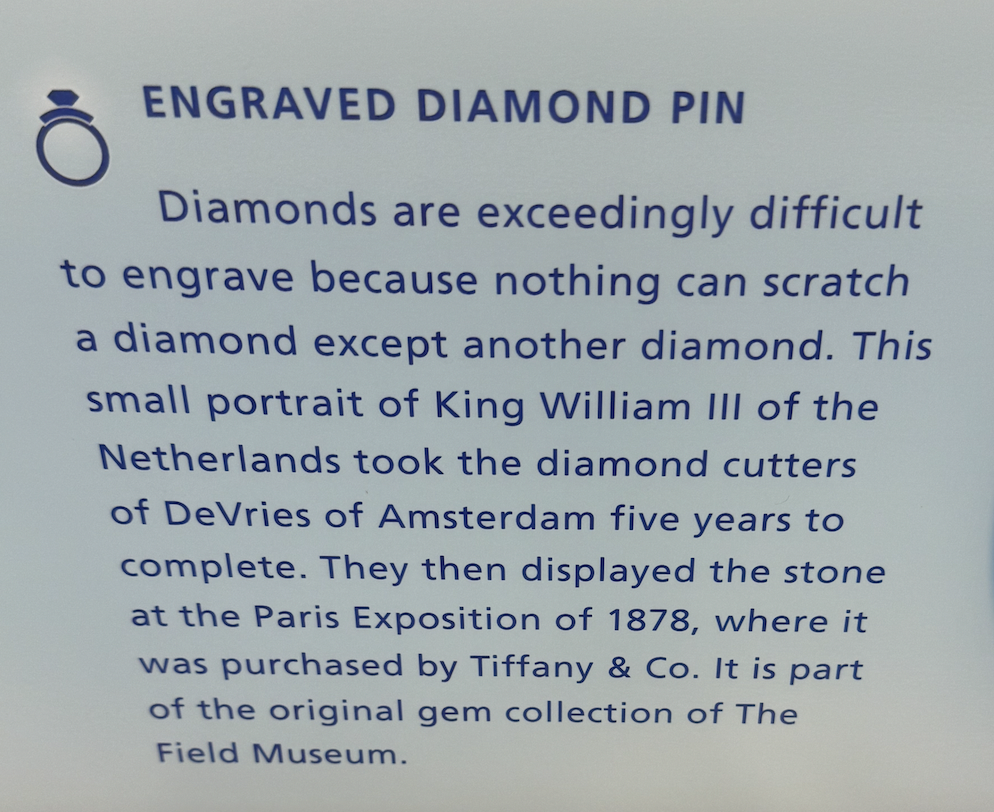 ENGRAVED DIAMOND PIN
Diamonds are exceedingly difficult
to engrave because nothing can scratch
a diamond except another diamond. This
small portrait of King William III of the
Netherlands took the diamond cutters
of DeVries of Amsterdam five years to
complete. They then displayed the stone
at the Paris Exposition of 1878, where it
was purchased by Tiffany & Co. It is part
of the original gem collection of The
Field Museum.